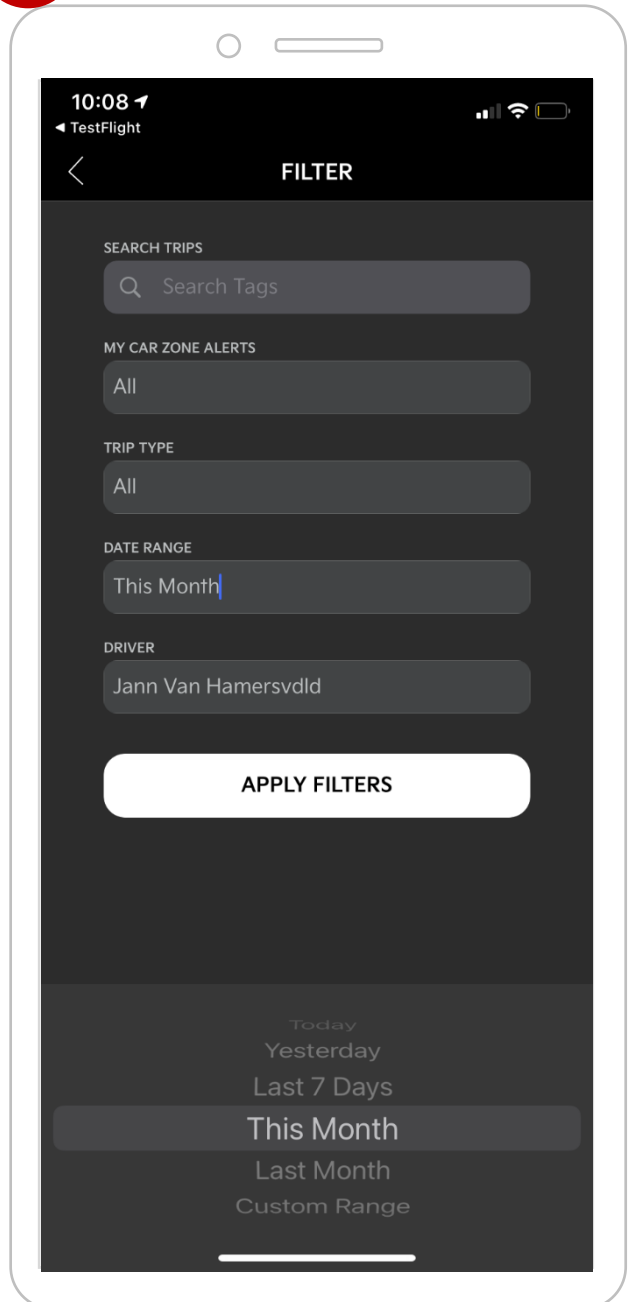 10:08
◄ TestFlight
FILTER
SEARCH TRIPS
Search Tags
MY CAR ZONE ALERTS
All
TRIP TYPE
All
DATE RANGE
This Month
DRIVER
Jann Van Hamersvdld
APPLY FILTERS
Today
Yesterday
Last 7 Days
This Month
Last Month
Custom Range